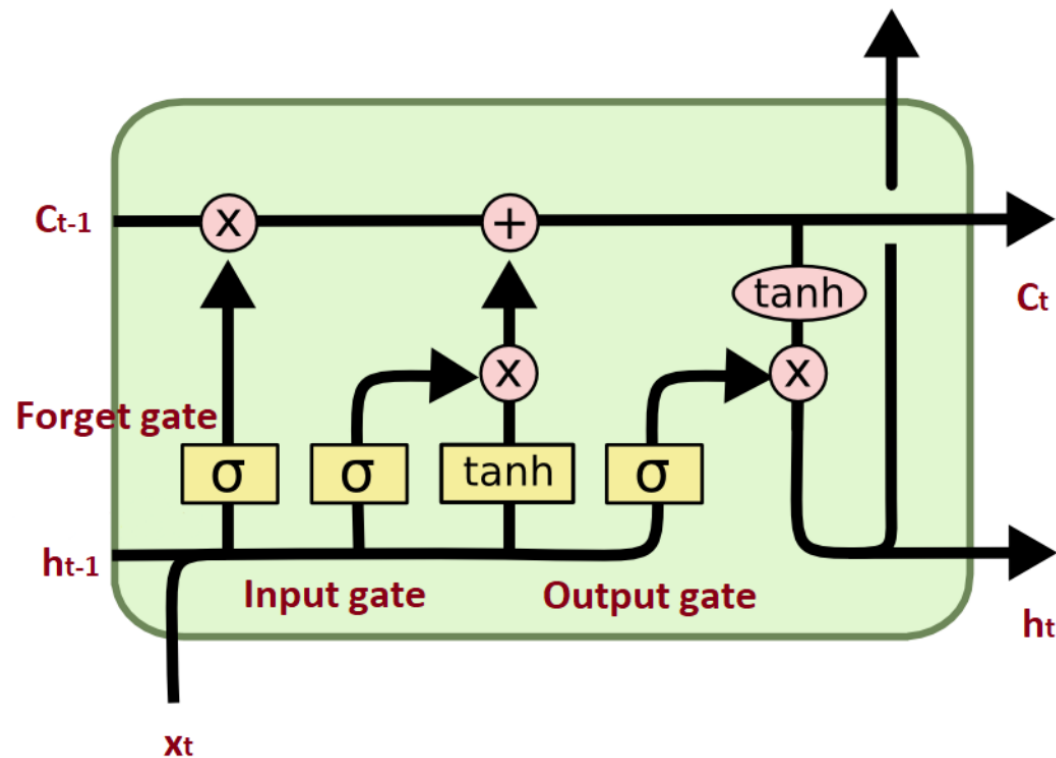 Ct-1
x
+
tanh
Ct
x
x
Forget gate
σ
σ
tanh
σ
ht-1
Input gate
Output gate
ht
xt